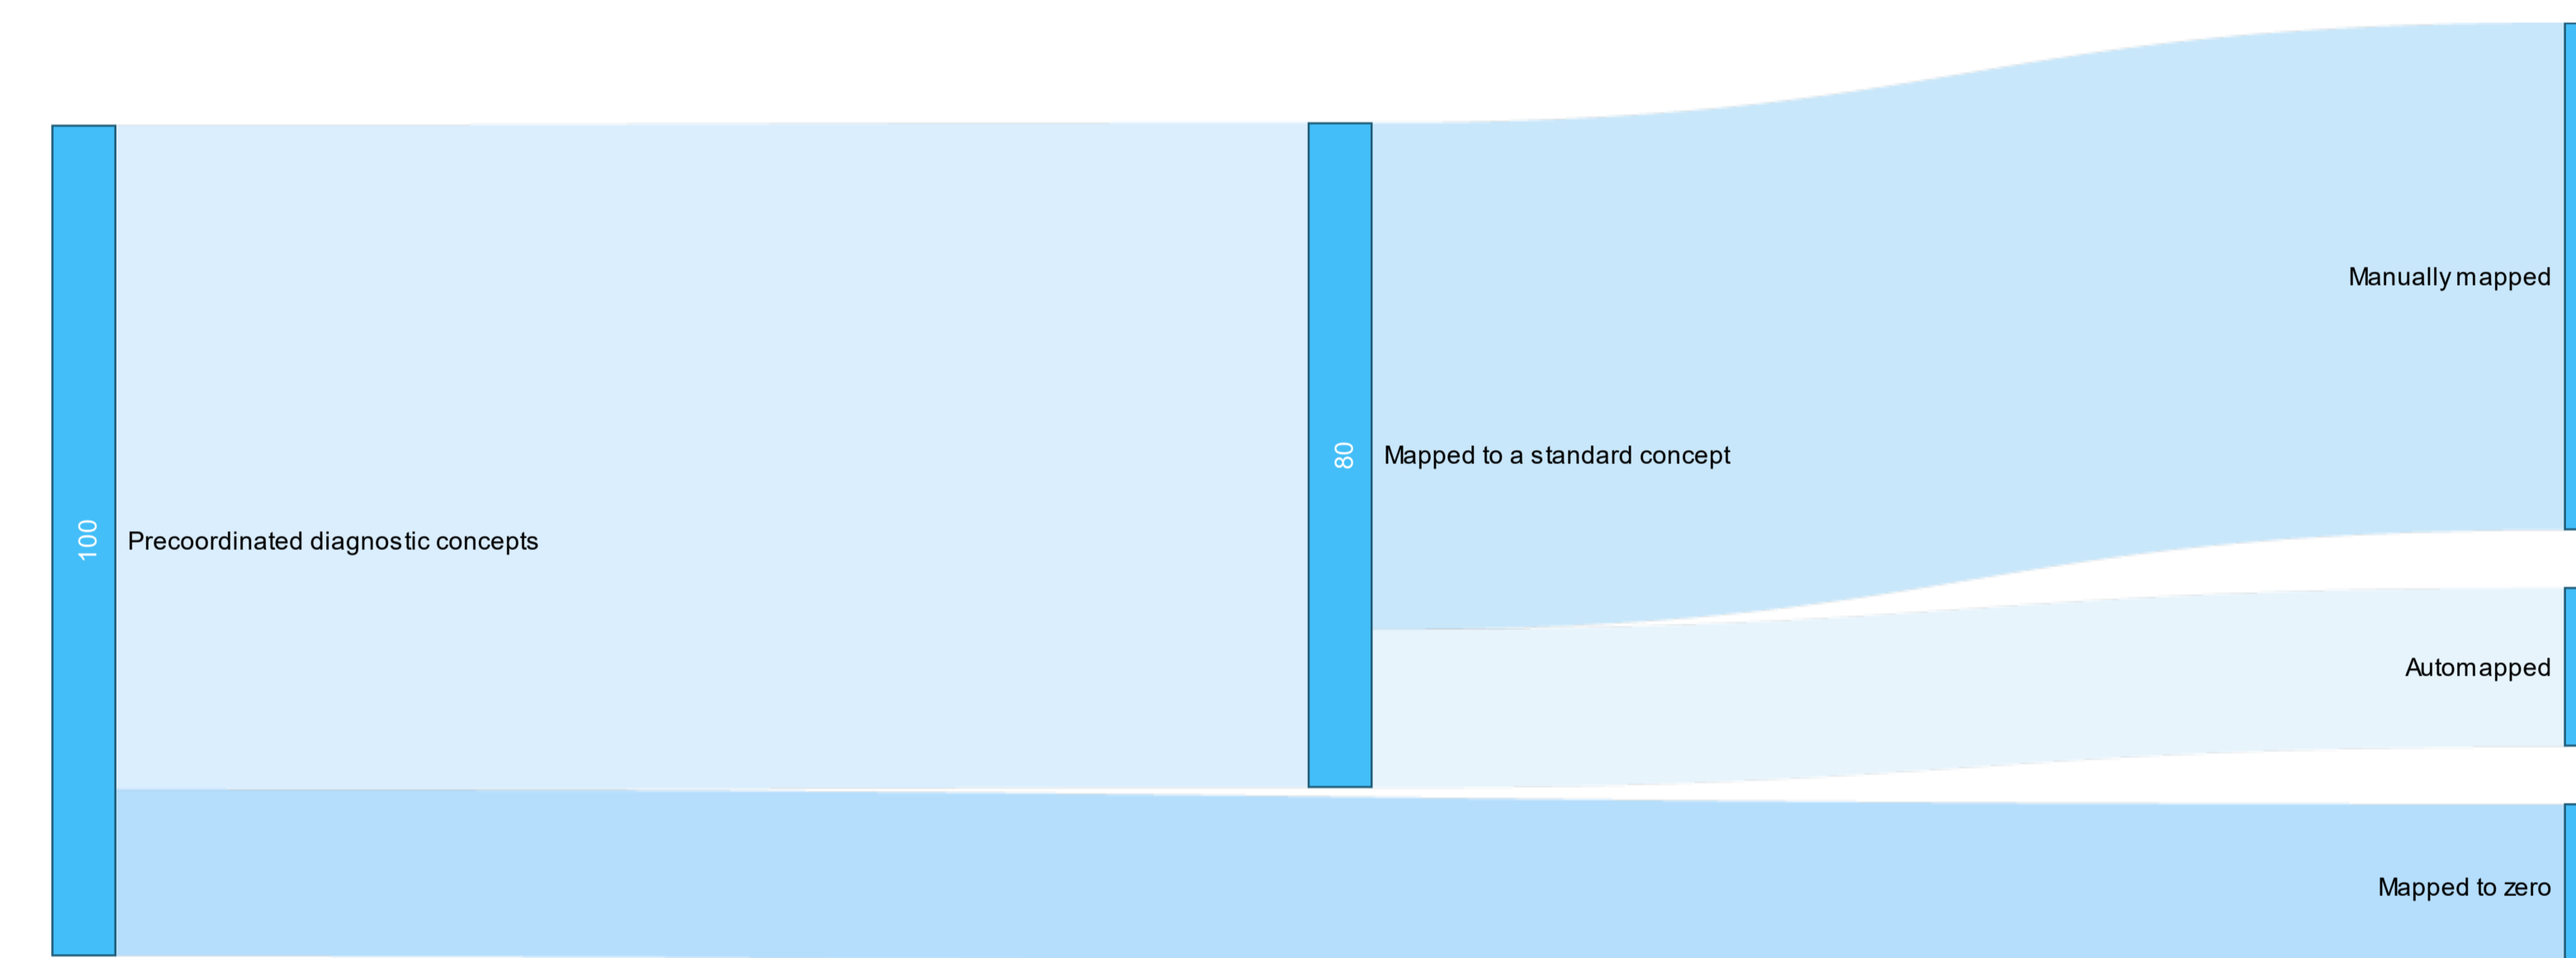 100
Precoordinated diagnostic concepts
80
Mapped to a standard concept
Manually mapped
Automapped
Mapped to zero